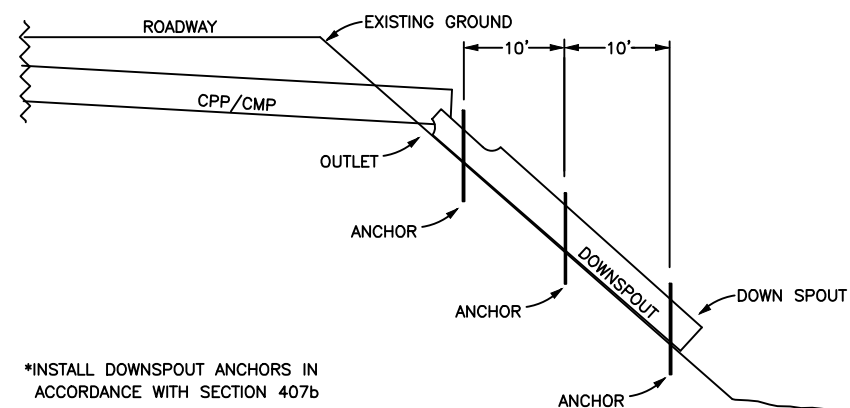 ROADWAY
EXISTING GROUND
10'
10'
CPP/CMP
OUTLET
ANCHOR
DOWNSPOUT
DOWN SPOUT
ANCHOR
*INSTALL DOWNSPOUT ANCHORS IN
ACCORDANCE WITH SECTION 407b
ANCHOR